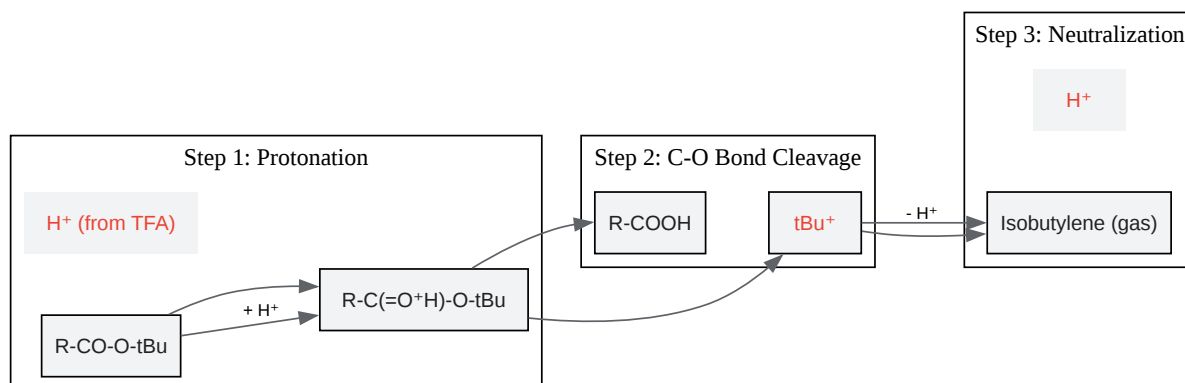 Step 1: Protonation
H⁺ (from TFA)
R-CO-O-tBu
+ H⁺
R-C(=O⁺H)-O-tBu
Step 2: C-O Bond Cleavage
R-COOH
tBu⁺
- H⁺
Step 3: Neutralization
H⁺
Isobutylene (gas)